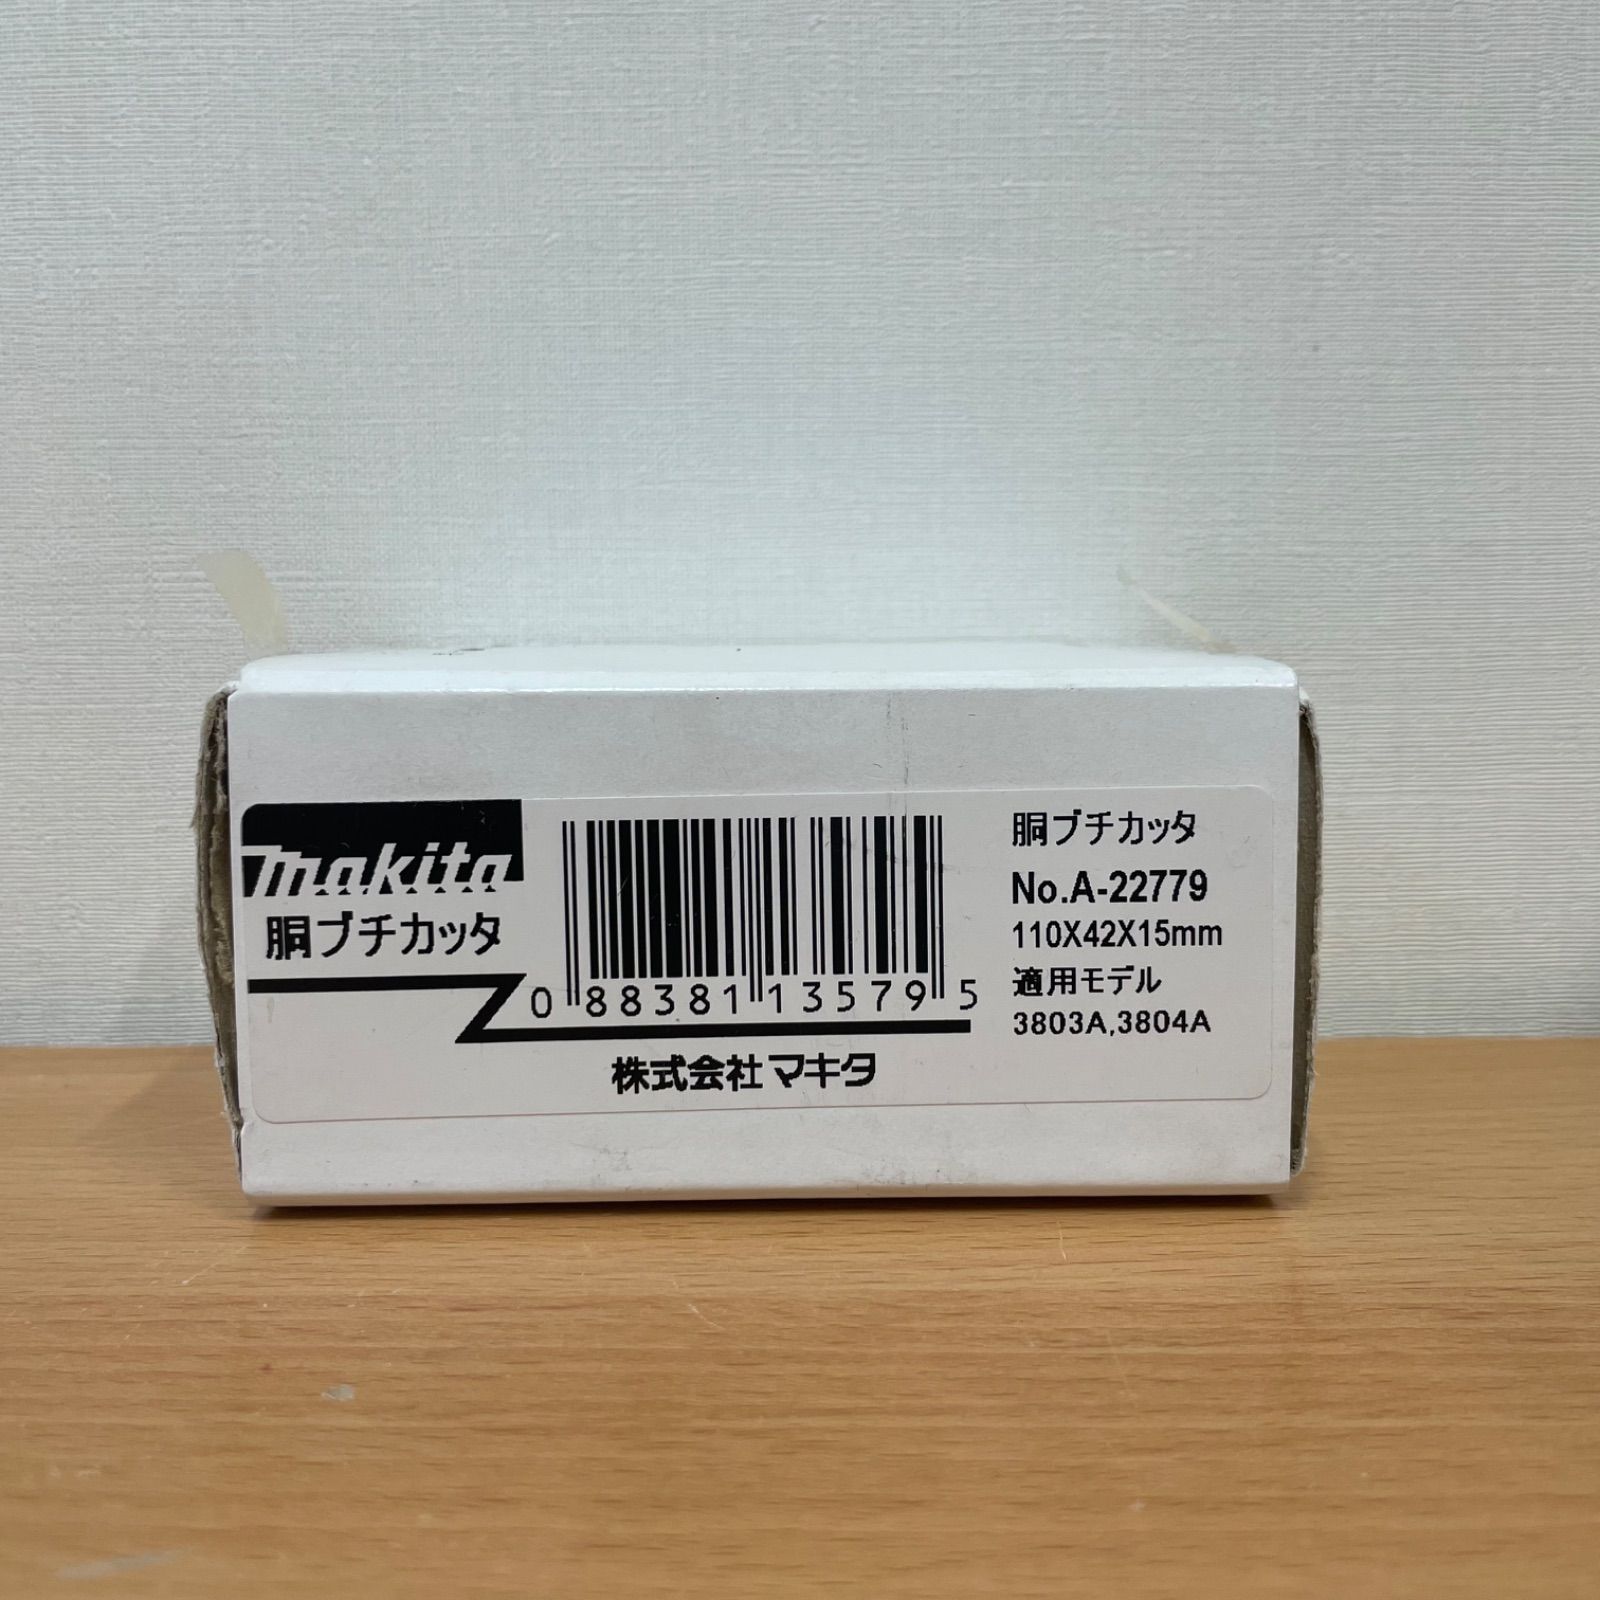 makita
胴ブチカッタ
0 88381 13579 5
株式会社マキタ
胴ブチカッタ
No.A-22779
110X42X15mm
適用モデル
3803A,3804A